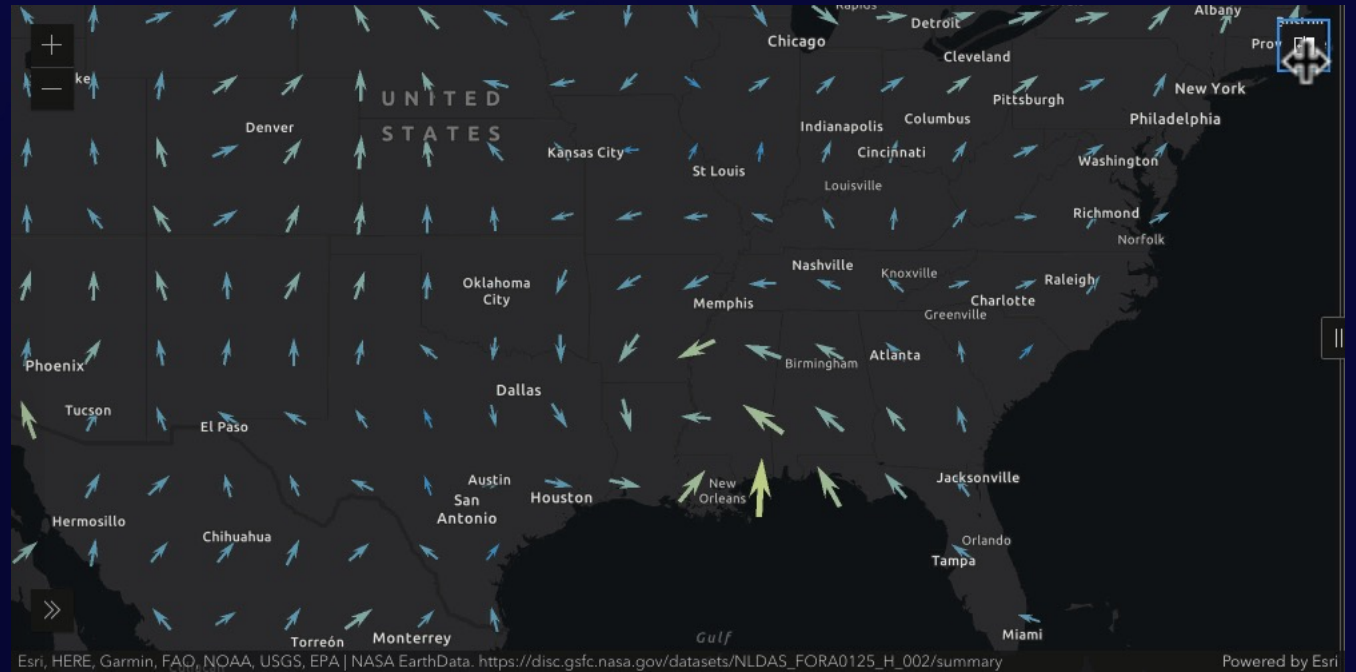 Rapids
Detroit
Albany
Chicago
Cleveland
New York
UNITED
STATES
Denver
Pittsburgh
Philadelphia
Indianapolis
Columbus
Kansas City
Cincinnati
Washington
St Louis
Louisville
Richmond
Norfolk
Nashville
Knoxville
Raleigh
Oklahoma
City
Memphis
Charlotte
Greenville
Phoenix
Birmingham
Atlanta
Dallas
Tucson
El Paso
Austin
New
Orleans
Jacksonville
San
Antonio
Houston
Hermosillo
Chihuahua
Orlando
Tampa
Torreón
Monterrey
Gulf
Miami
Esri, HERE, Garmin, FAO, NOAA, USGS, EPA | NASA EarthData. https://disc.gsfc.nasa.gov/datasets/NLDAS_FORA0125_H_002/summary
Powered by Esri